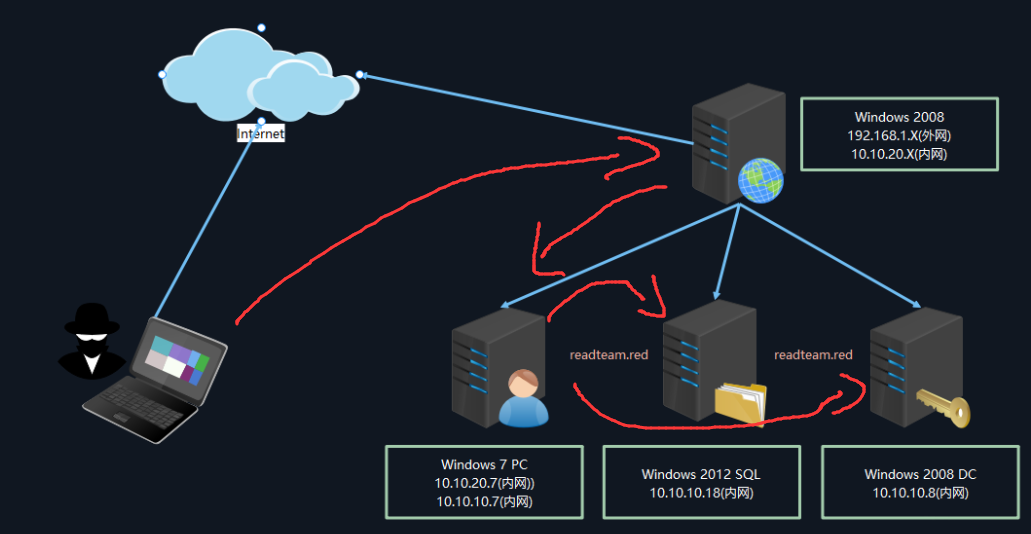 Internet
Windows 2008
192.168.1.X(外网)
10.10.20.X(内网)
readteam.red
readteam.red
Windows 7 PC
10.10.20.7(内网))
10.10.10.7(内网)
Windows 2012 SQL
10.10.10.18(内网)
Windows 2008 DC
10.10.10.8(内网)